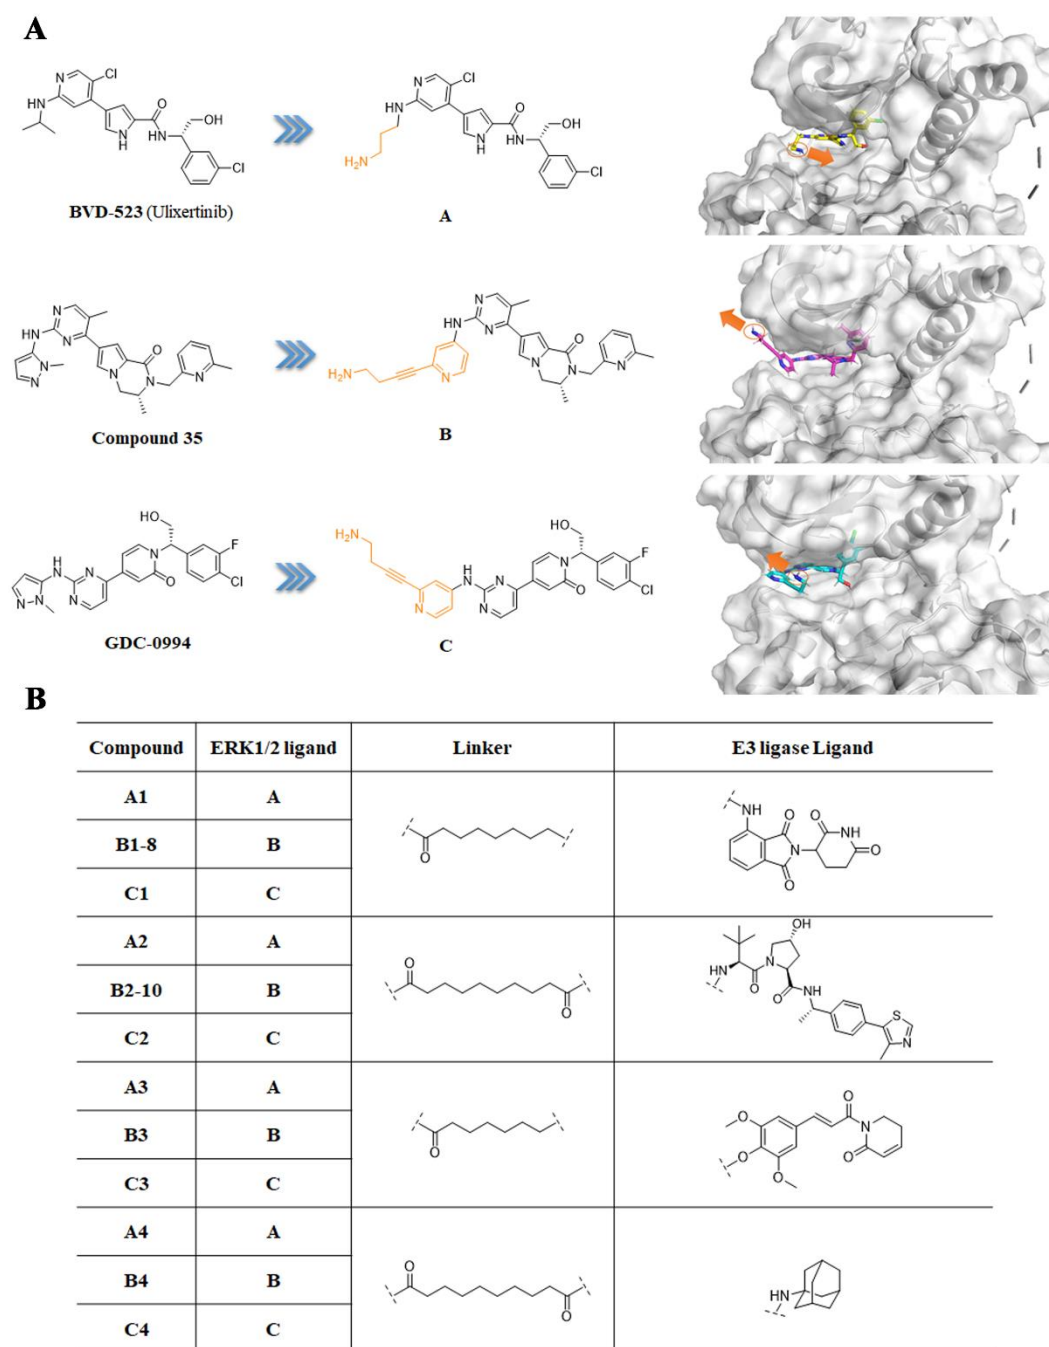 A
BVD-523 (Ulixertinib)
A
Compound 35
B
GDC-0994
C
B
Compound ERK1/2 ligand Linker E3 ligase Ligand
A1 A
B1-8 B
C1 C
A2 A
B2-10 B
C2 C
A3 A
B3 B
C3 C
A4 A
B4 B
C4 C